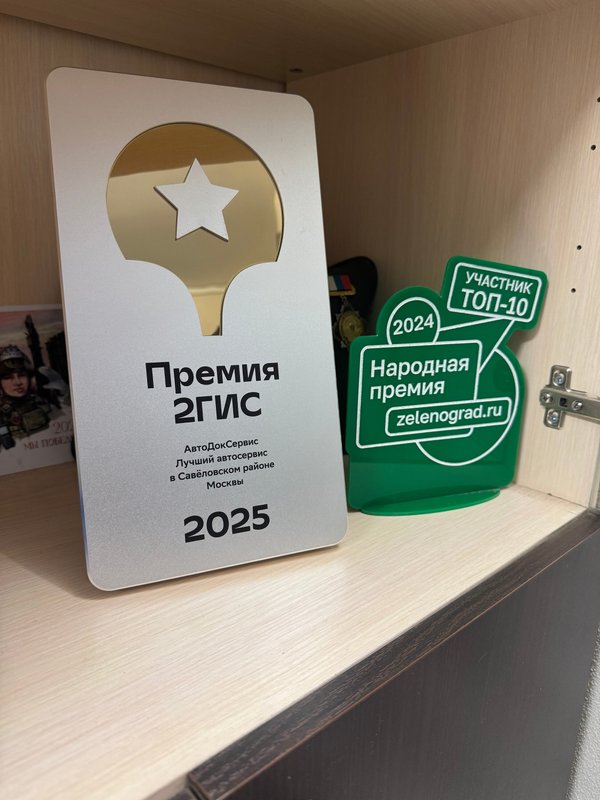 Премия
2ГИС
АвтоДокСервис
Лучший автосервис
в Савёловском районе
Москвы
2025
УЧАСТНИК
ТОП-10
2024
Народная
премия
zelenograd.ru